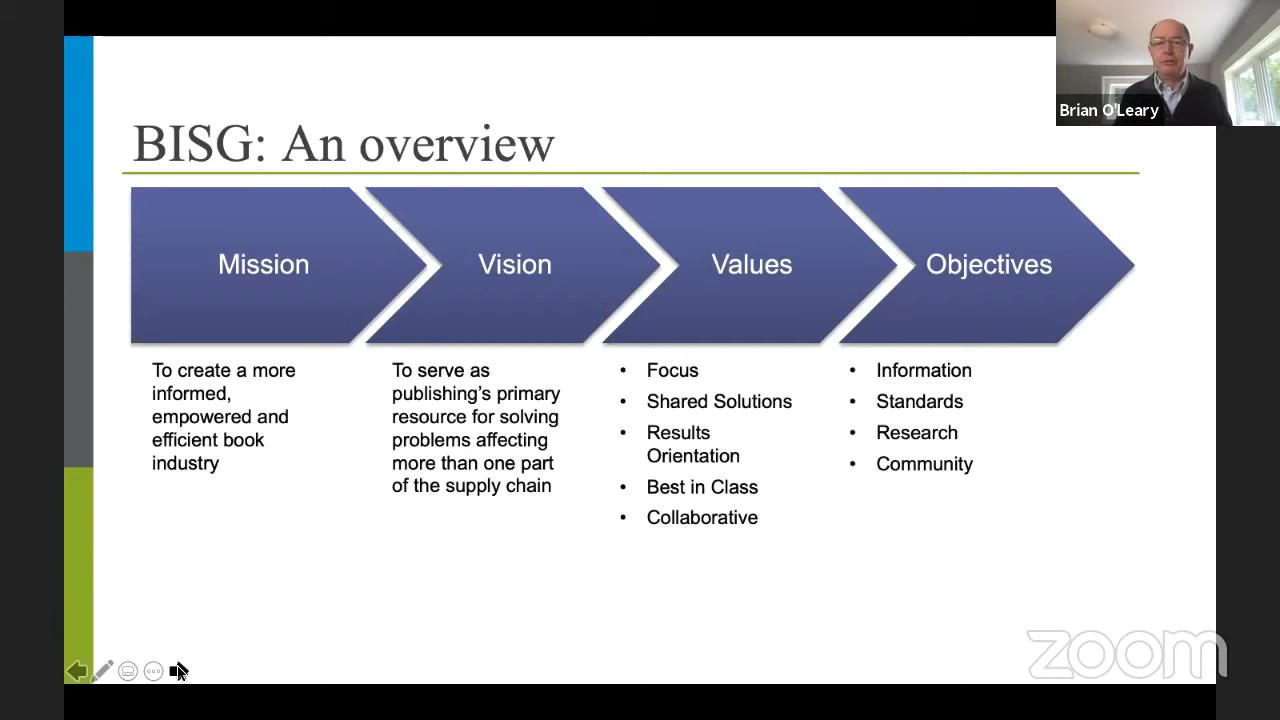 Brian O'Leary
BISG: An overview
Mission
Vision
Values
Objectives
To create a more
informed,
empowered and
efficient book
industry
To serve as
publishing's primary
resource for solving
problems affecting
more than one part
of the supply chain
• Focus
• Shared Solutions
• Results
Orientation
• Best in Class
• Collaborative
• Information
• Standards
• Research
• Community
zoom